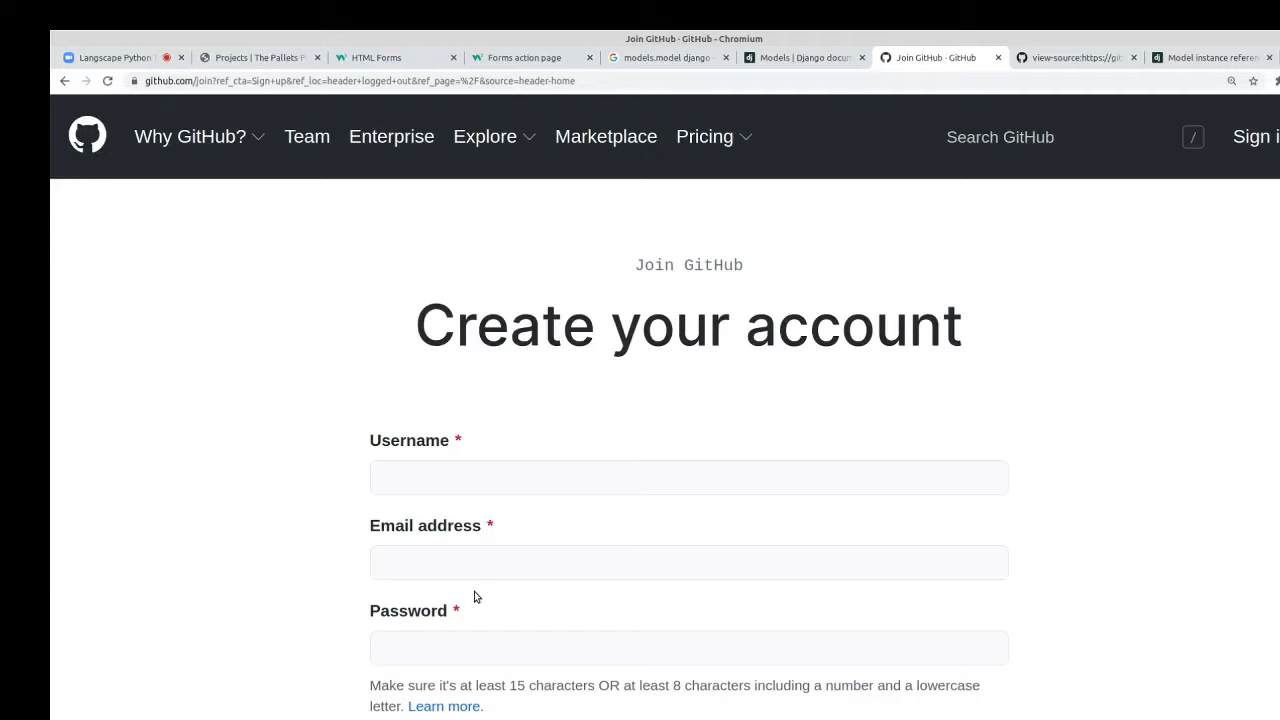 Join GitHub · GitHub - Chromium
Langscape Python
Projects | The Pallets P
HTML Forms
Forms action page
models.model django -
Models | Django docum
Join GitHub · GitHub
view-source:https://git
Model instance referen
github.com/join?ref_cta=Sign+up&ref_loc=header+logged+out&ref_page=%2F&source=header-home
Why GitHub? Team Enterprise Explore Marketplace Pricing Search GitHub / Sign i
Join GitHub
Create your account
Username *
Email address *
Password *
Make sure it's at least 15 characters OR at least 8 characters including a number and a lowercase
letter. Learn more.